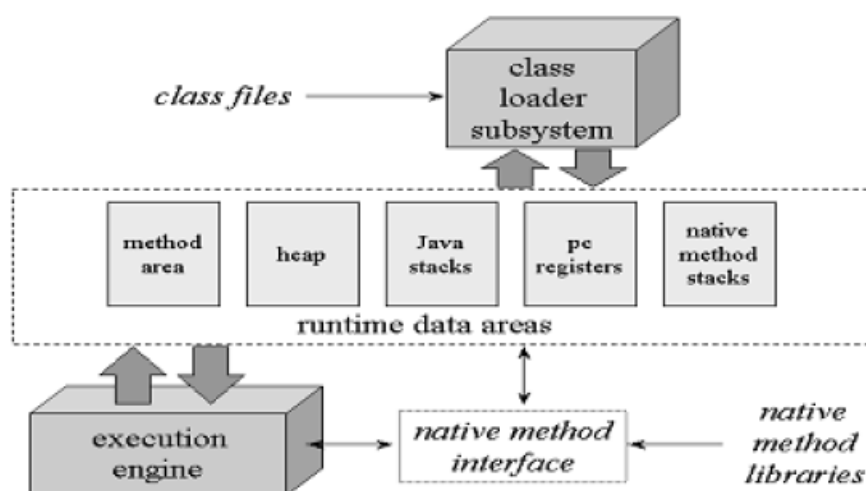 class files
class
loader
subsystem
method
area
heap
Java
stacks
pc
registers
native
method
stacks
runtime data areas
execution
engine
native method
interface
native
method
libraries